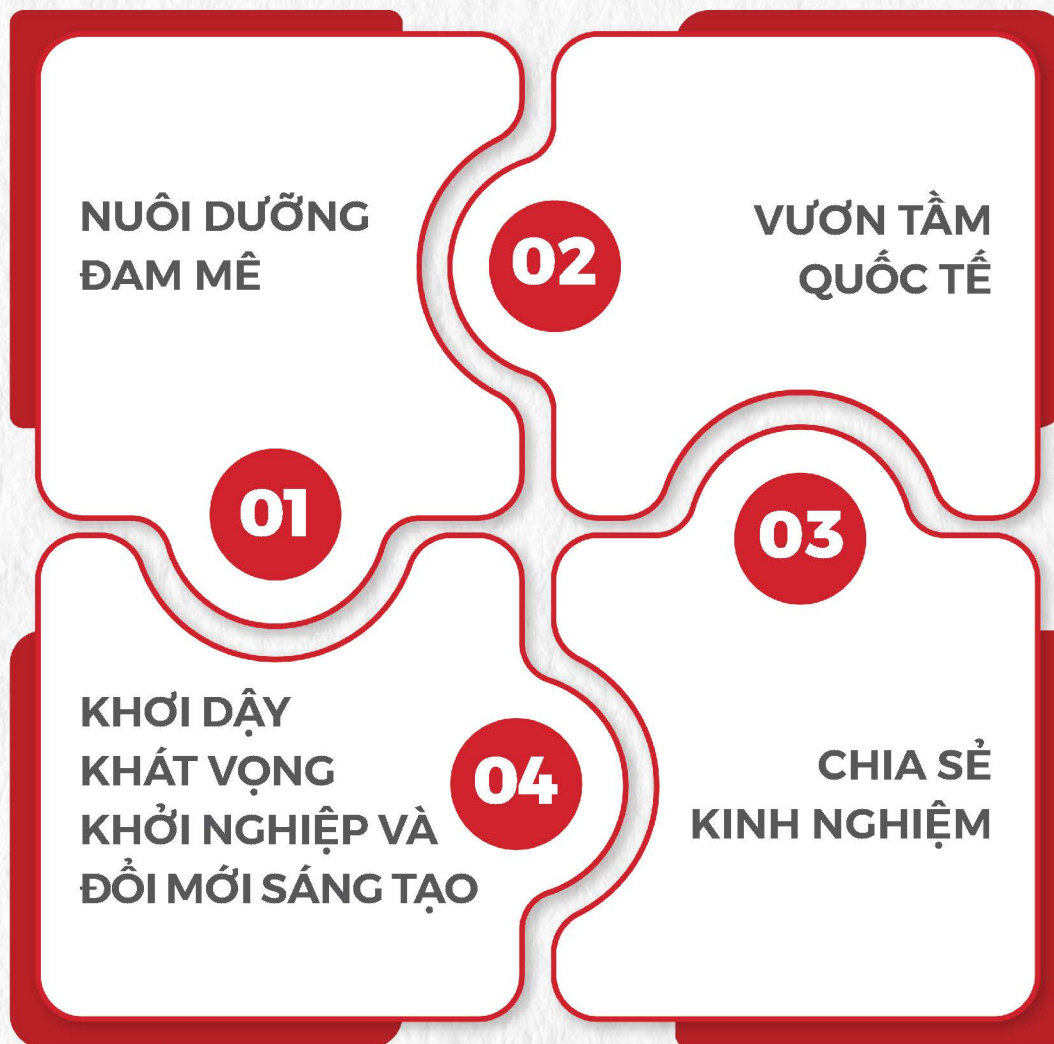 NUÔI DƯỠNG
ĐAM MÊ
01
02
VƯƠN TẦM
QUỐC TẾ
03
CHIA SẺ
KINH NGHIỆM
04
KHƠI DẬY
KHÁT VỌNG
KHỞI NGHIỆP VÀ
ĐỔI MỚI SÁNG TẠO